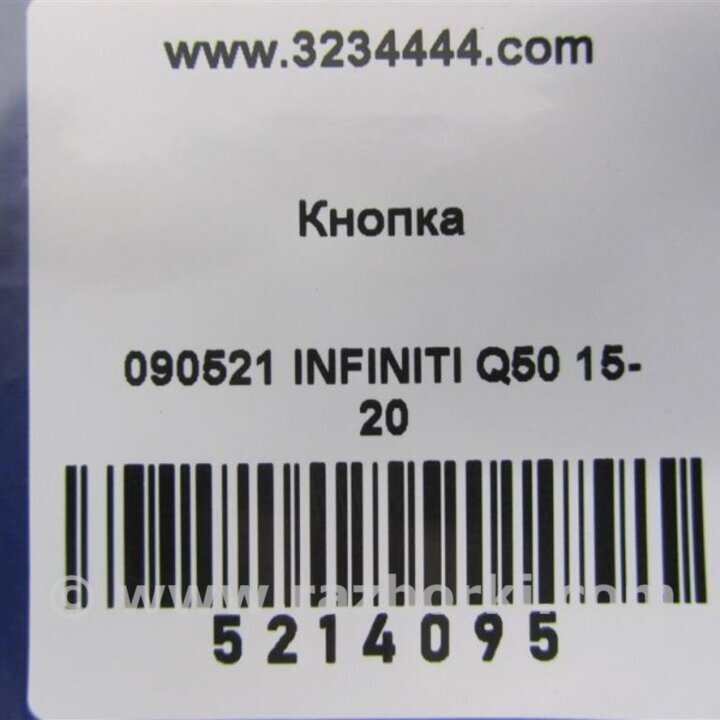 www.3234444.com
Кнопка
090521 INFINITI Q50 15-
20
© www.razborki.com
5214095